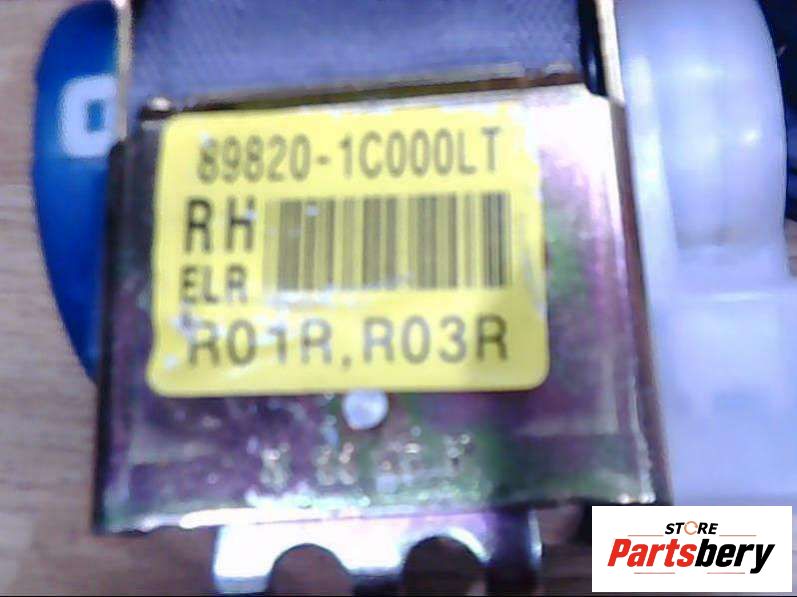 89820-1C000LT
RH
ELR
R01R,R03R
STORE
Partsbery